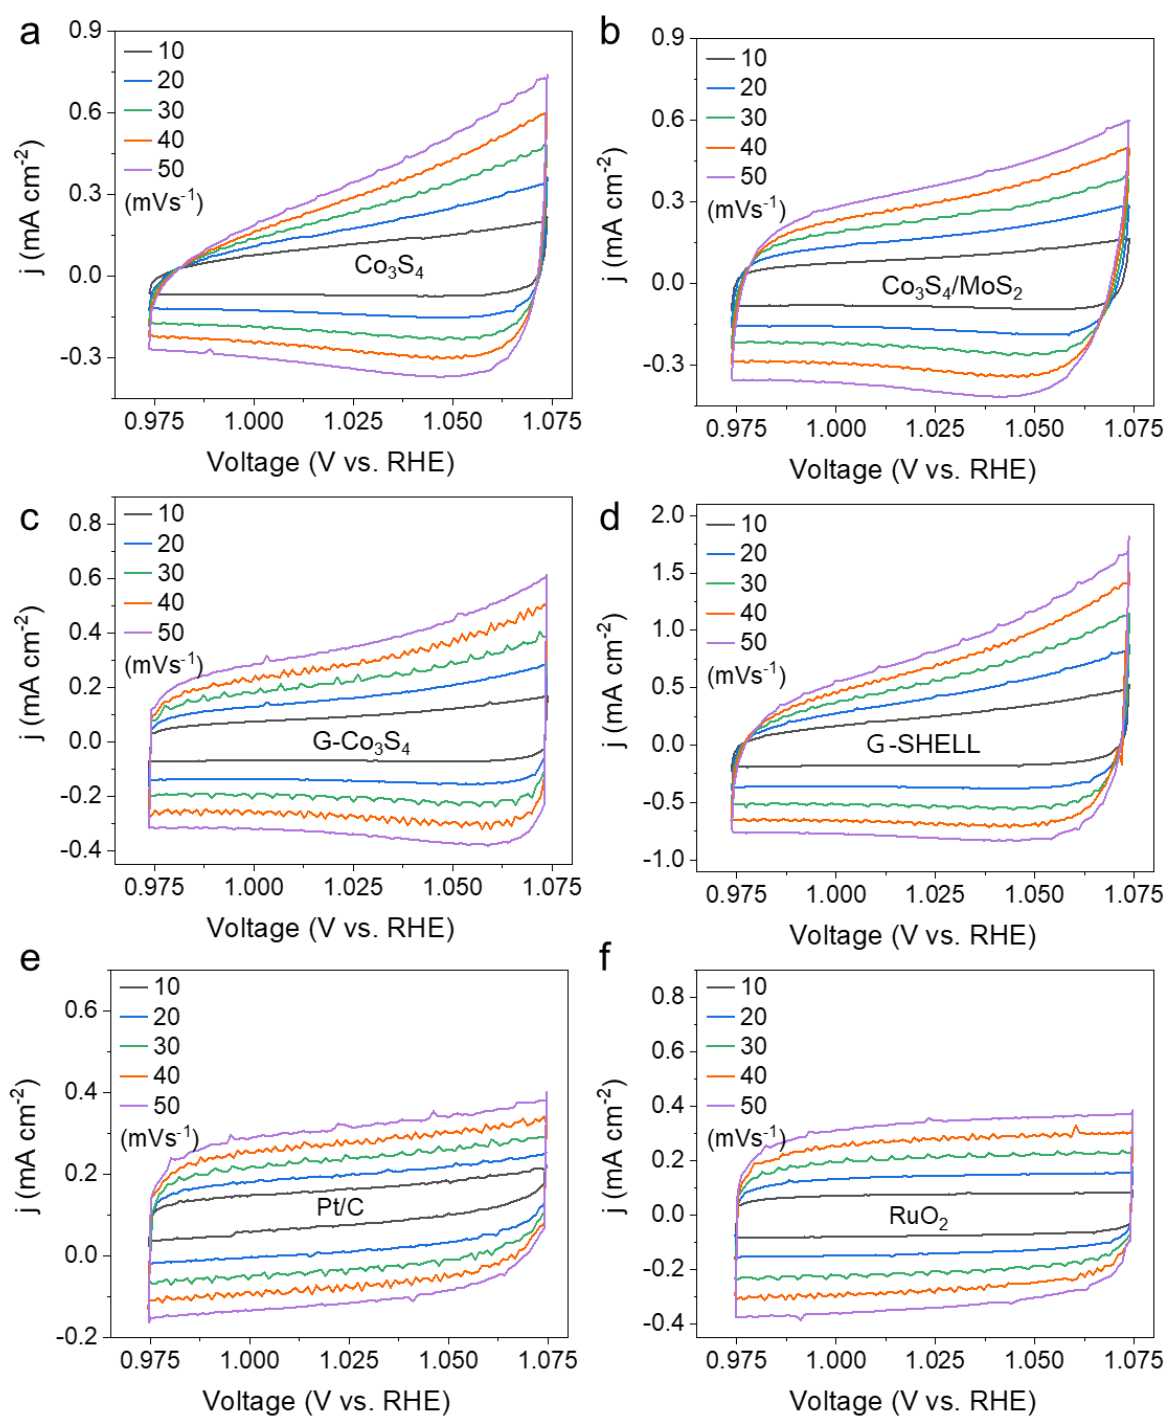 a
0.9
0.6
0.3
0.0
-0.3
j (mA cm-2)
10
20
30
40
50
(mVs-1)
Co3S4
0.975 1.000 1.025 1.050 1.075
Voltage (V vs. RHE)
b
0.9
0.6
0.3
0.0
-0.3
j (mA cm-2)
10
20
30
40
50
(mVs-1)
Co3S4/MoS2
0.975 1.000 1.025 1.050 1.075
Voltage (V vs. RHE)
c
0.8
0.6
0.4
0.2
0.0
-0.2
-0.4
j (mA cm-2)
10
20
30
40
50
(mVs-1)
G-Co3S4
0.975 1.000 1.025 1.050 1.075
Voltage (V vs. RHE)
d
2.0
1.5
1.0
0.5
0.0
-0.5
-1.0
j (mA cm-2)
10
20
30
40
50
(mVs-1)
G-SHELL
0.975 1.000 1.025 1.050 1.075
Voltage (V vs. RHE)
e
0.6
0.4
0.2
0.0
-0.2
j (mA cm-2)
10
20
30
40
50
(mVs-1)
Pt/C
0.975 1.000 1.025 1.050 1.075
Voltage (V vs. RHE)
f
0.8
0.6
0.4
0.2
0.0
-0.2
-0.4
j (mA cm-2)
10
20
30
40
50
(mVs-1)
RuO2
0.975 1.000 1.025 1.050 1.075
Voltage (V vs. RHE)